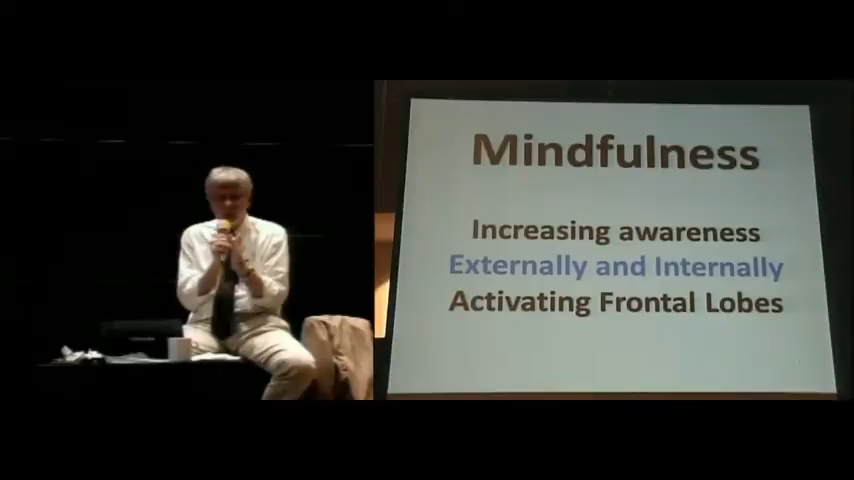 Mindfulness
Increasing awareness
Externally and Internally
Activating Frontal Lobes